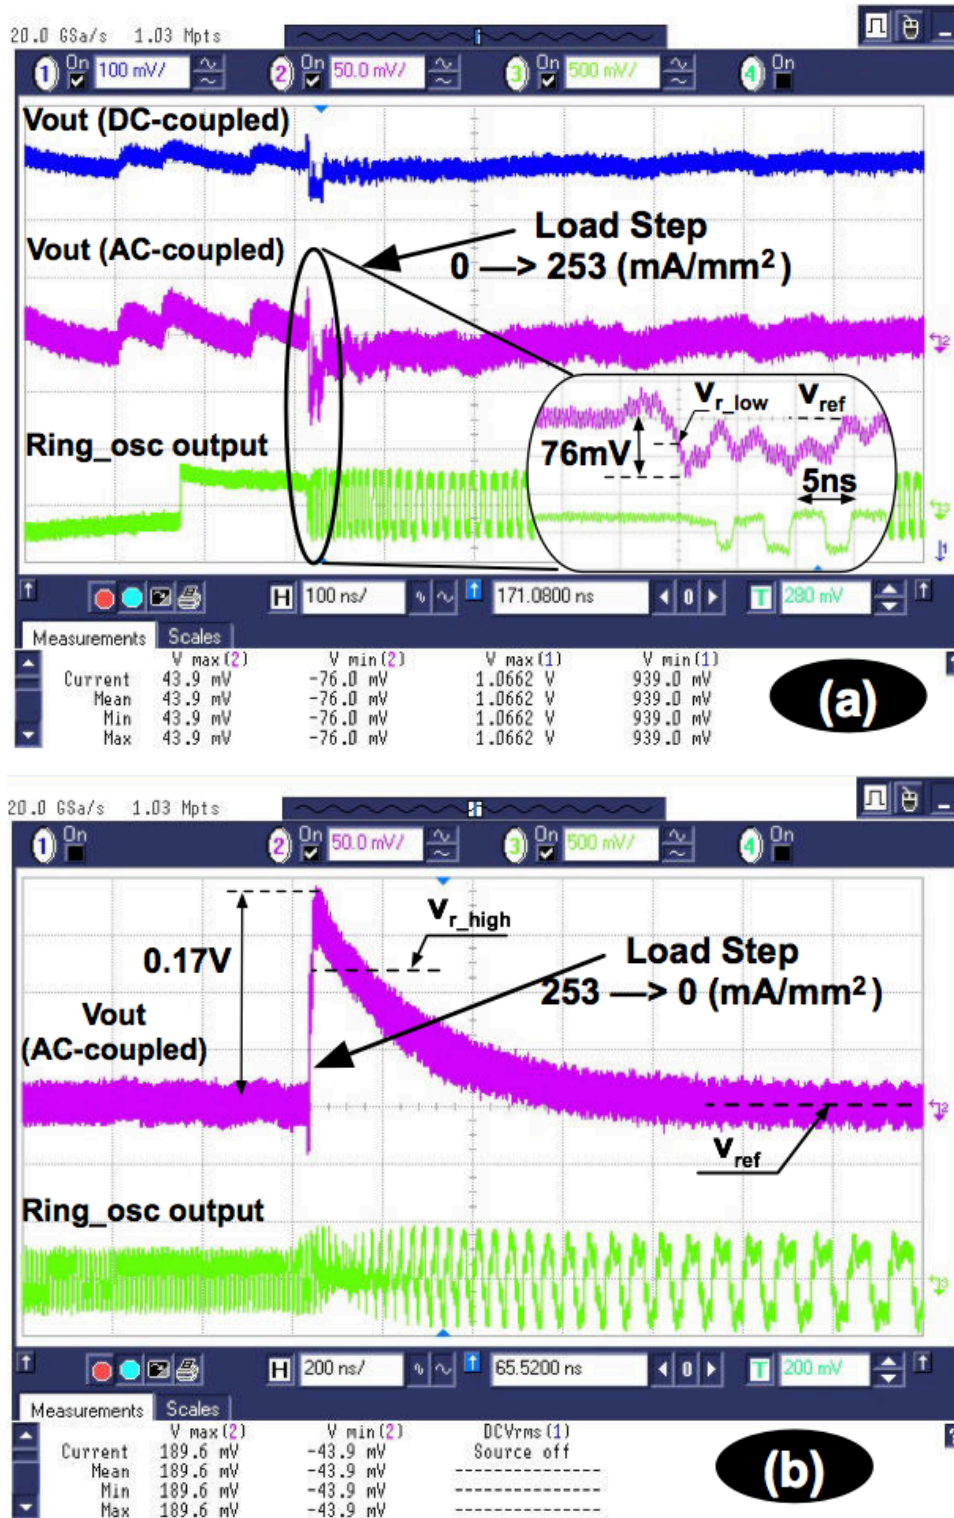 20.0 GSa/s 1.03 Mpts
1 On 100 mV/ 2 On 50.0 mV/ 3 On 500 mV/ 4 On
Vout (DC-coupled)
Load Step
0 —> 253 (mA/mm²)
Vout (AC-coupled)
Vr_low
Vref
76mV
5ns
Ring_osc output
2
3
1
H 100 ns/ 171.0800 ns 0 T 280 mV
Measurements Scales
V max(2) V min(2) V max(1) V min(1)
Current 43.9 mV -76.0 mV 1.0662 V 939.0 mV
Mean 43.9 mV -76.0 mV 1.0662 V 939.0 mV
Min 43.9 mV -76.0 mV 1.0662 V 939.0 mV
Max 43.9 mV -76.0 mV 1.0662 V 939.0 mV
(a)
20.0 GSa/s 1.03 Mpts
1 On 2 On 50.0 mV/ 3 On 500 mV/ 4 On
Vr_high
0.17V
Load Step
253 —> 0 (mA/mm²)
Vout
(AC-coupled)
2
Vref
Ring_osc output
3
H 200 ns/ 65.5200 ns 0 T 200 mV
Measurements Scales
V max(2) V min(2) DCVrms(1)
Current 189.6 mV -43.9 mV Source off
Mean 189.6 mV -43.9 mV ---------------
Min 189.6 mV -43.9 mV ---------------
Max 189.6 mV -43.9 mV ---------------
(b)